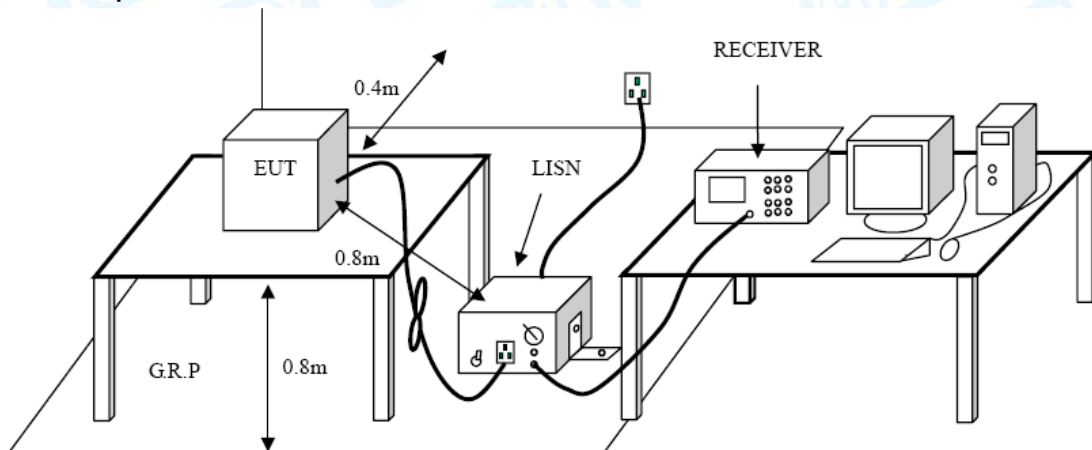 RECEIVER
0.4m
EUT
LISN
0.8m
G.R.P
0.8m